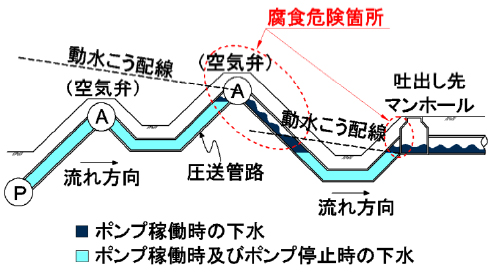 腐食危険箇所
動水こう配線
(空気弁)
(空気弁)
吐出し先
マンホール
A
A
動水こう配線
圧送管路
P
流れ方向
流れ方向
ポンプ稼働時の下水
ポンプ稼働時及びポンプ停止時の下水